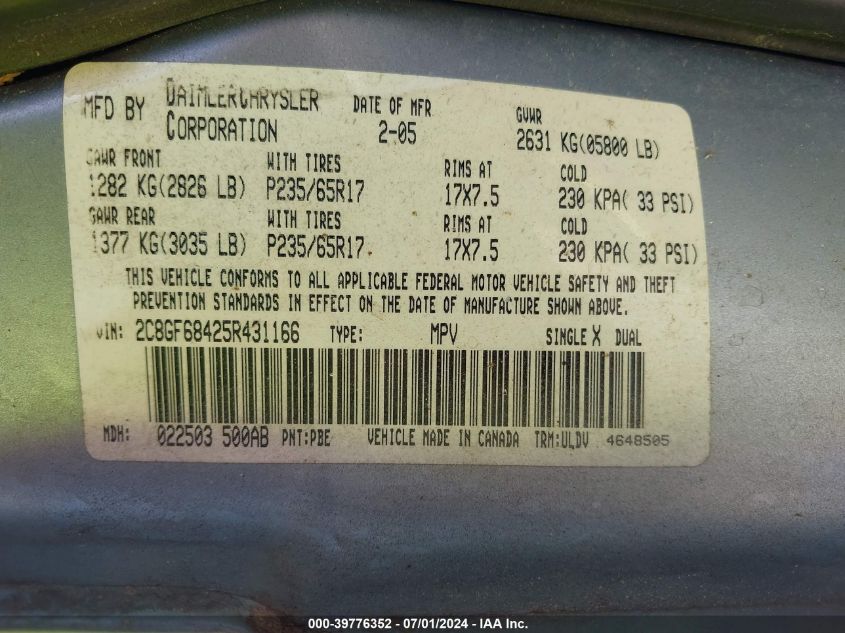 MFD BY DAIMLERCHRYSLER CORPORATION DATE OF MFR 2-05 GVWR 2631 KG(05800 LB)
GAWR FRONT WITH TIRES RIMS AT COLD
1282 KG(2826 LB) P235/65R17 17X7.5 230 KPA( 33 PSI)
GAWR REAR WITH TIRES RIMS AT COLD
1377 KG(3035 LB) P235/65R17 17X7.5 230 KPA( 33 PSI)
THIS VEHICLE CONFORMS TO ALL APPLICABLE FEDERAL MOTOR VEHICLE SAFETY AND THEFT
PREVENTION STANDARDS IN EFFECT ON THE DATE OF MANUFACTURE SHOWN ABOVE.
VIN: 2C8GF68425R431166 TYPE: MPV SINGLE X DUAL
MDH: 022503 500AB PNT:PBE VEHICLE MADE IN CANADA TRM:ULDV 4648505
000-39776352 / 07/01/2024 - IAA Inc.